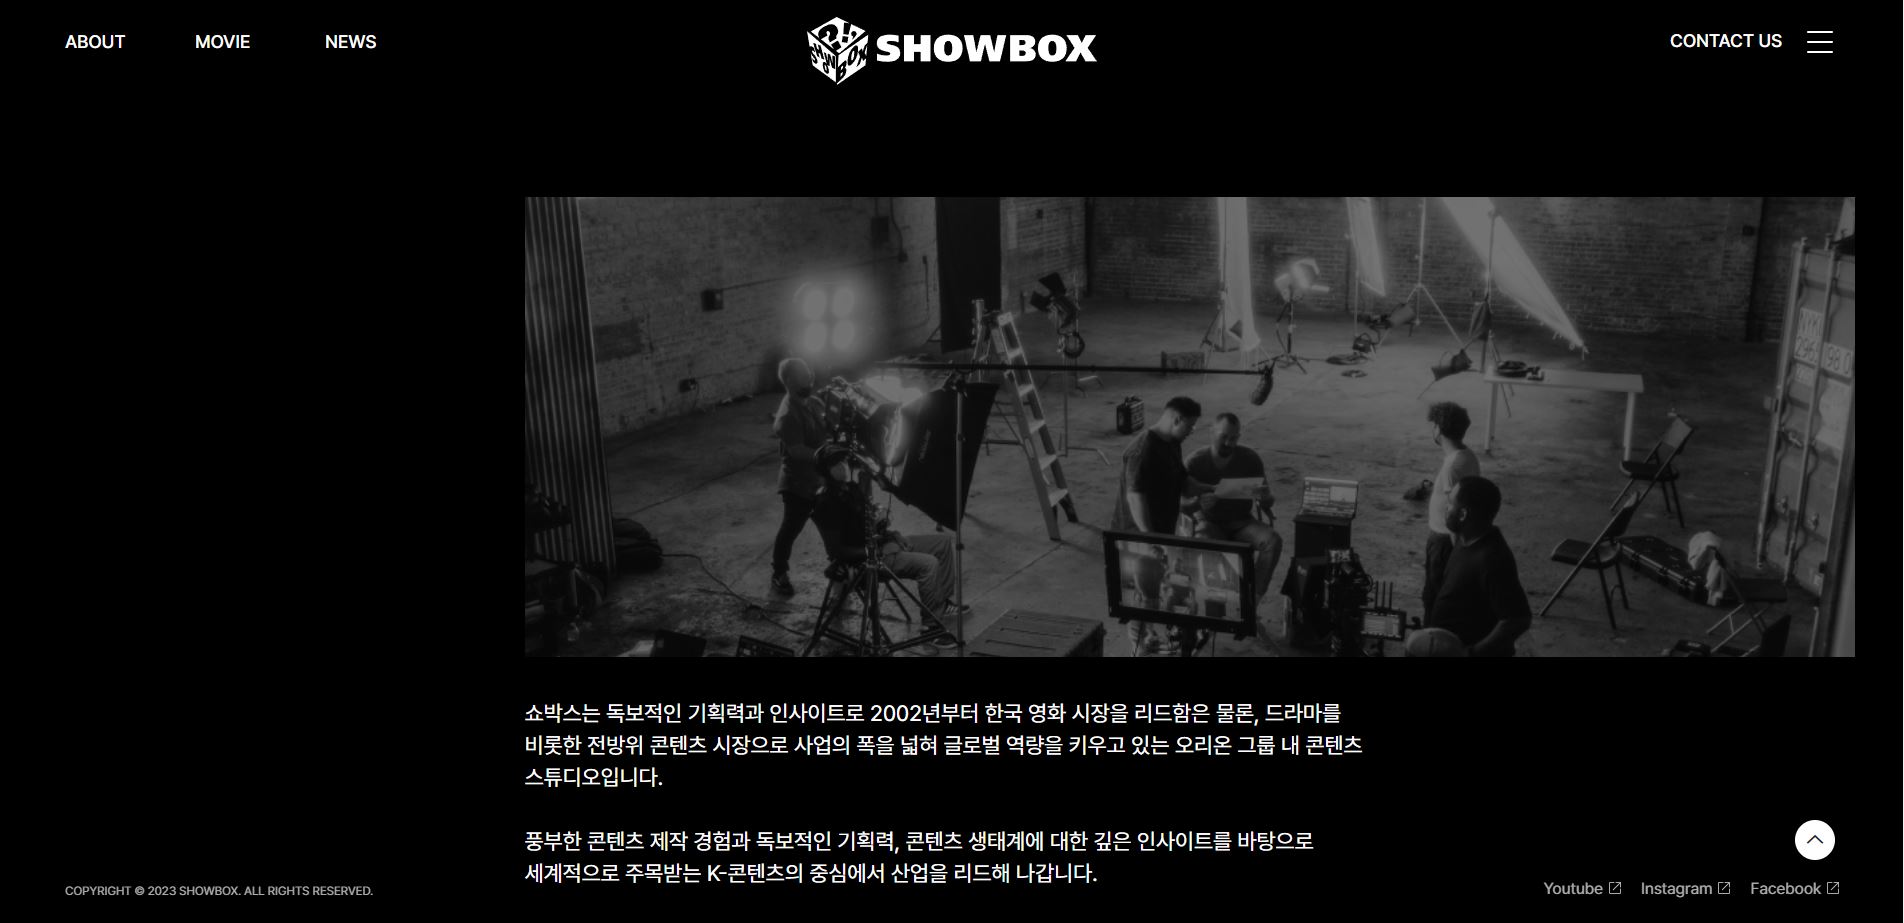 ABOUT
MOVIE
NEWS
SHOWBOX
SHOWBOX
CONTACT US
쇼박스는 독보적인 기획력과 인사이트로 2002년부터 한국 영화 시장을 리드함은 물론, 드라마를
비롯한 전방위 콘텐츠 시장으로 사업의 폭을 넓혀 글로벌 역량을 키우고 있는 오리온 그룹 내 콘텐츠
스튜디오입니다.
풍부한 콘텐츠 제작 경험과 독보적인 기획력, 콘텐츠 생태계에 대한 깊은 인사이트를 바탕으로
세계적으로 주목받는 K-콘텐츠의 중심에서 산업을 리드해 나갑니다.
COPYRIGHT © 2023 SHOWBOX. ALL RIGHTS RESERVED.
Youtube
Instagram
Facebook